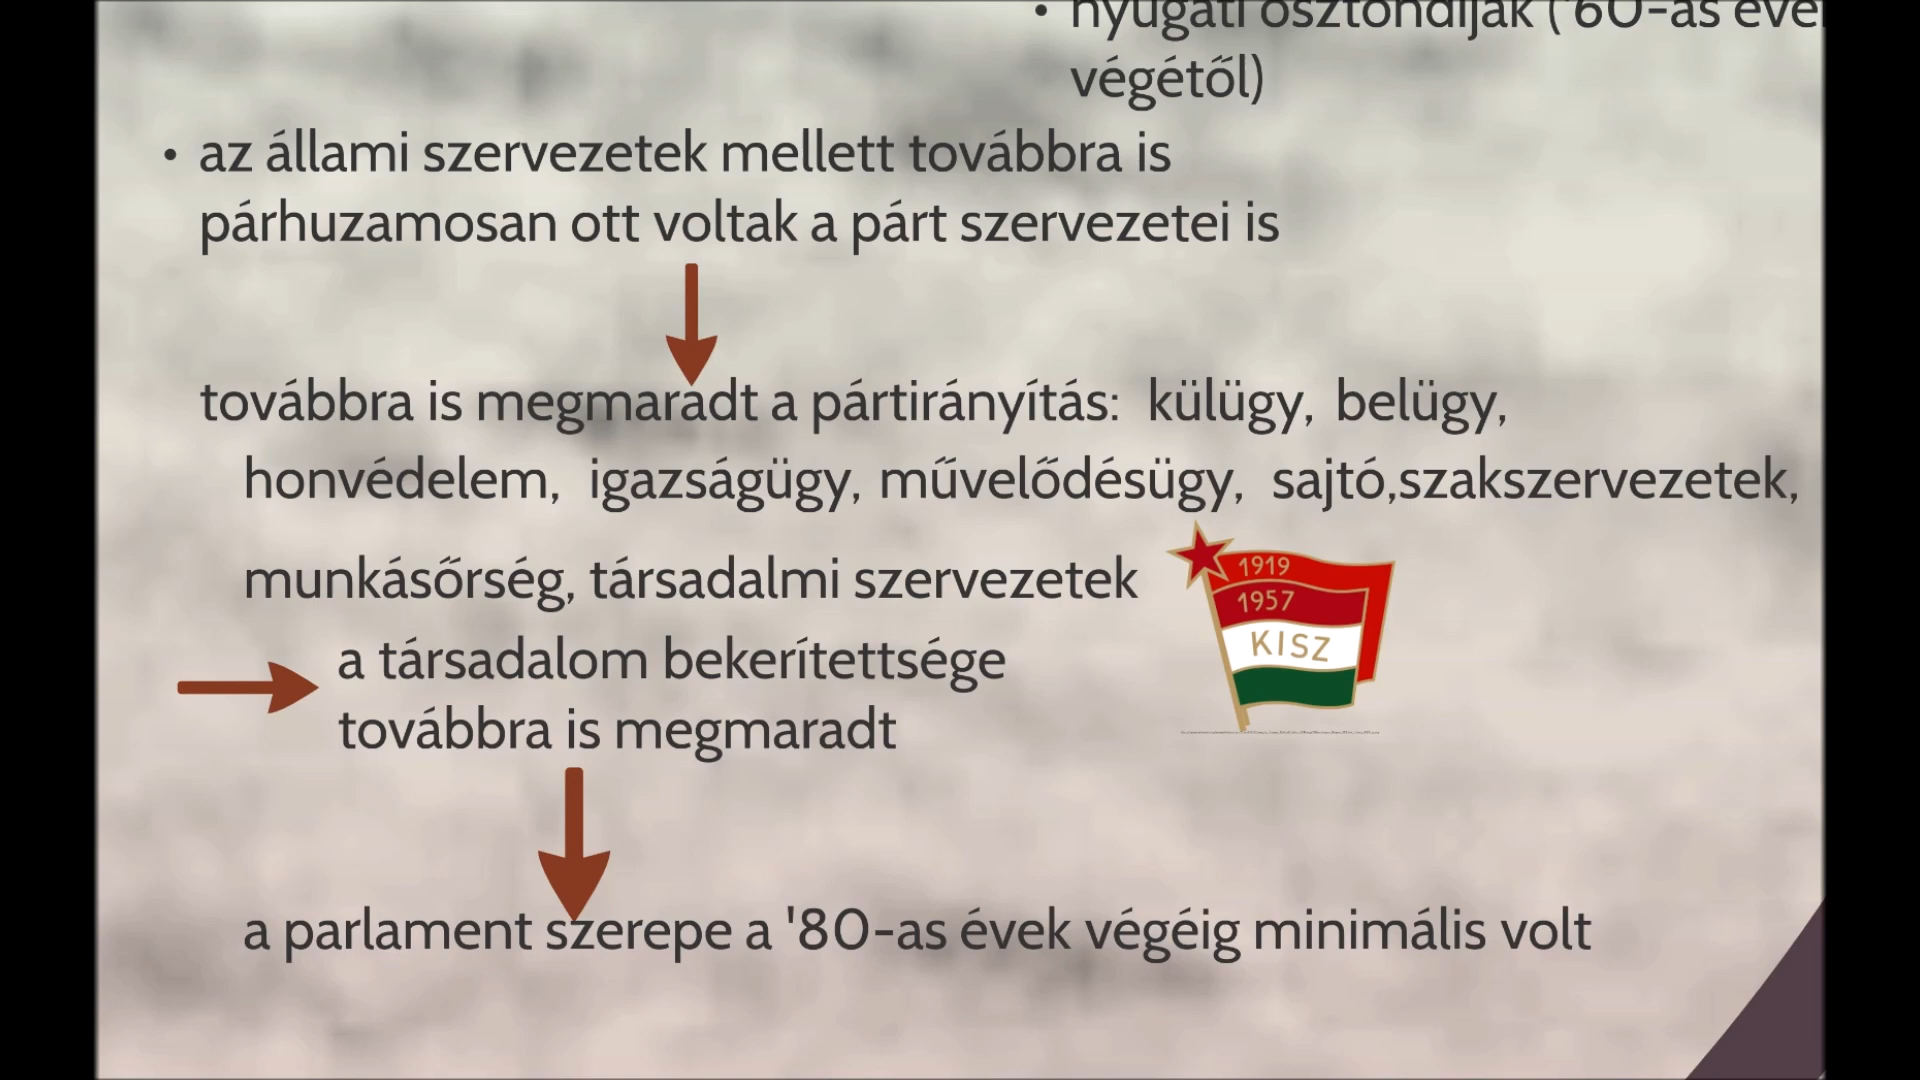 • nyugati ösztöndíjak ('60-as évek
végétől)
• az állami szervezetek mellett továbbra is
párhuzamosan ott voltak a párt szervezetei is
továbbra is megmaradt a pártirányítás: külügy, belügy,
honvédelem, igazságügy, művelődésügy, sajtó,szakszervezetek,
munkásőrség, társadalmi szervezetek
1919
1957
KISZ
a társadalom bekerítettsége
továbbra is megmaradt
a parlament szerepe a '80-as évek végéig minimális volt